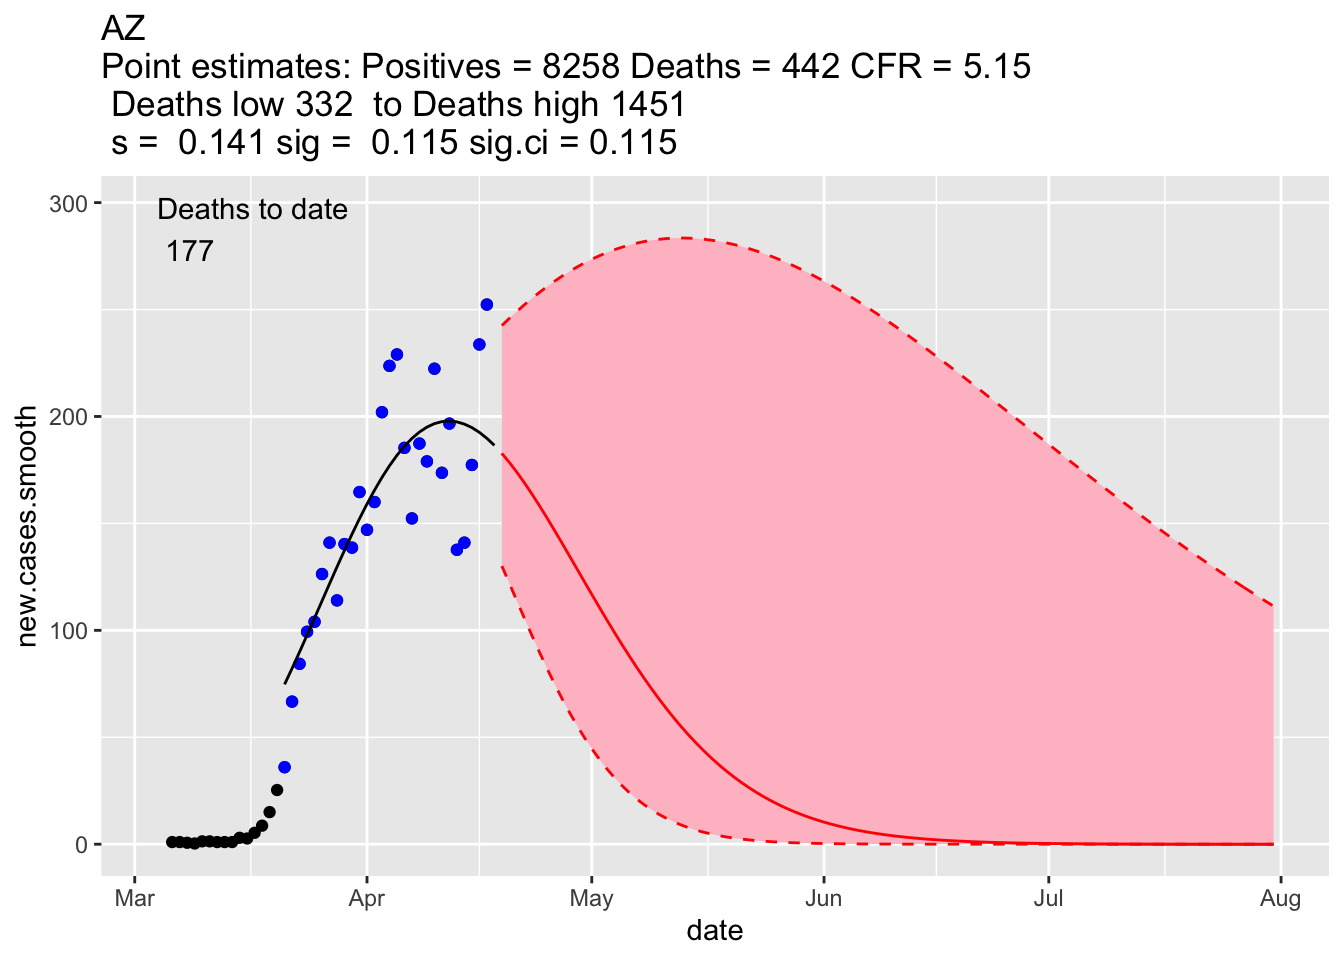 AZ
Point estimates: Positives = 8258 Deaths = 442 CFR = 5.15
Deaths low 332  to Deaths high 1451
s =  0.141 sig =  0.115 sig.ci = 0.115
Deaths to date
177
300
200
100
0
new.cases.smooth
Mar Apr May Jun Jul Aug
date